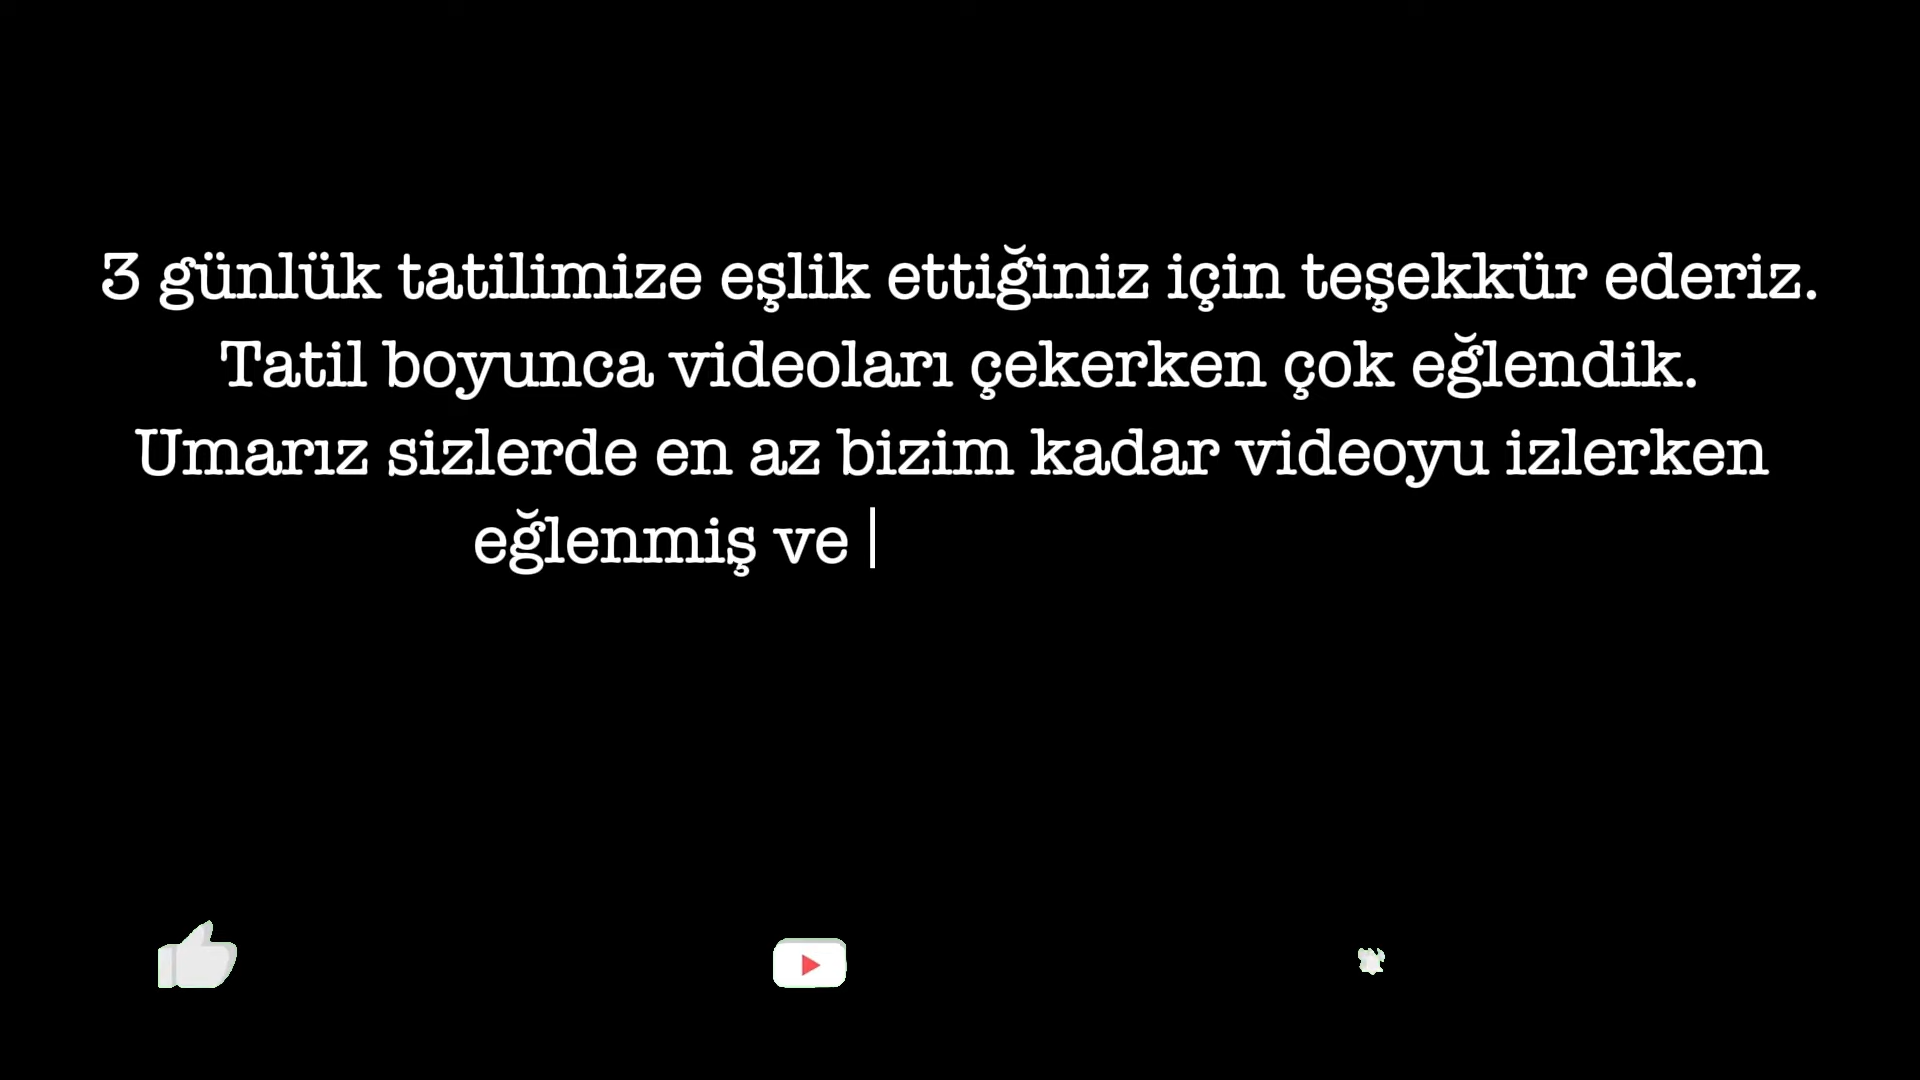 3 günlük tatilimize eşlik ettiğiniz için teşekkür ederiz.
Tatil boyunca videoları çekerken çok eğlendik.
Umarız sizlerde en az bizim kadar videoyu izlerken
eğlenmiş ve